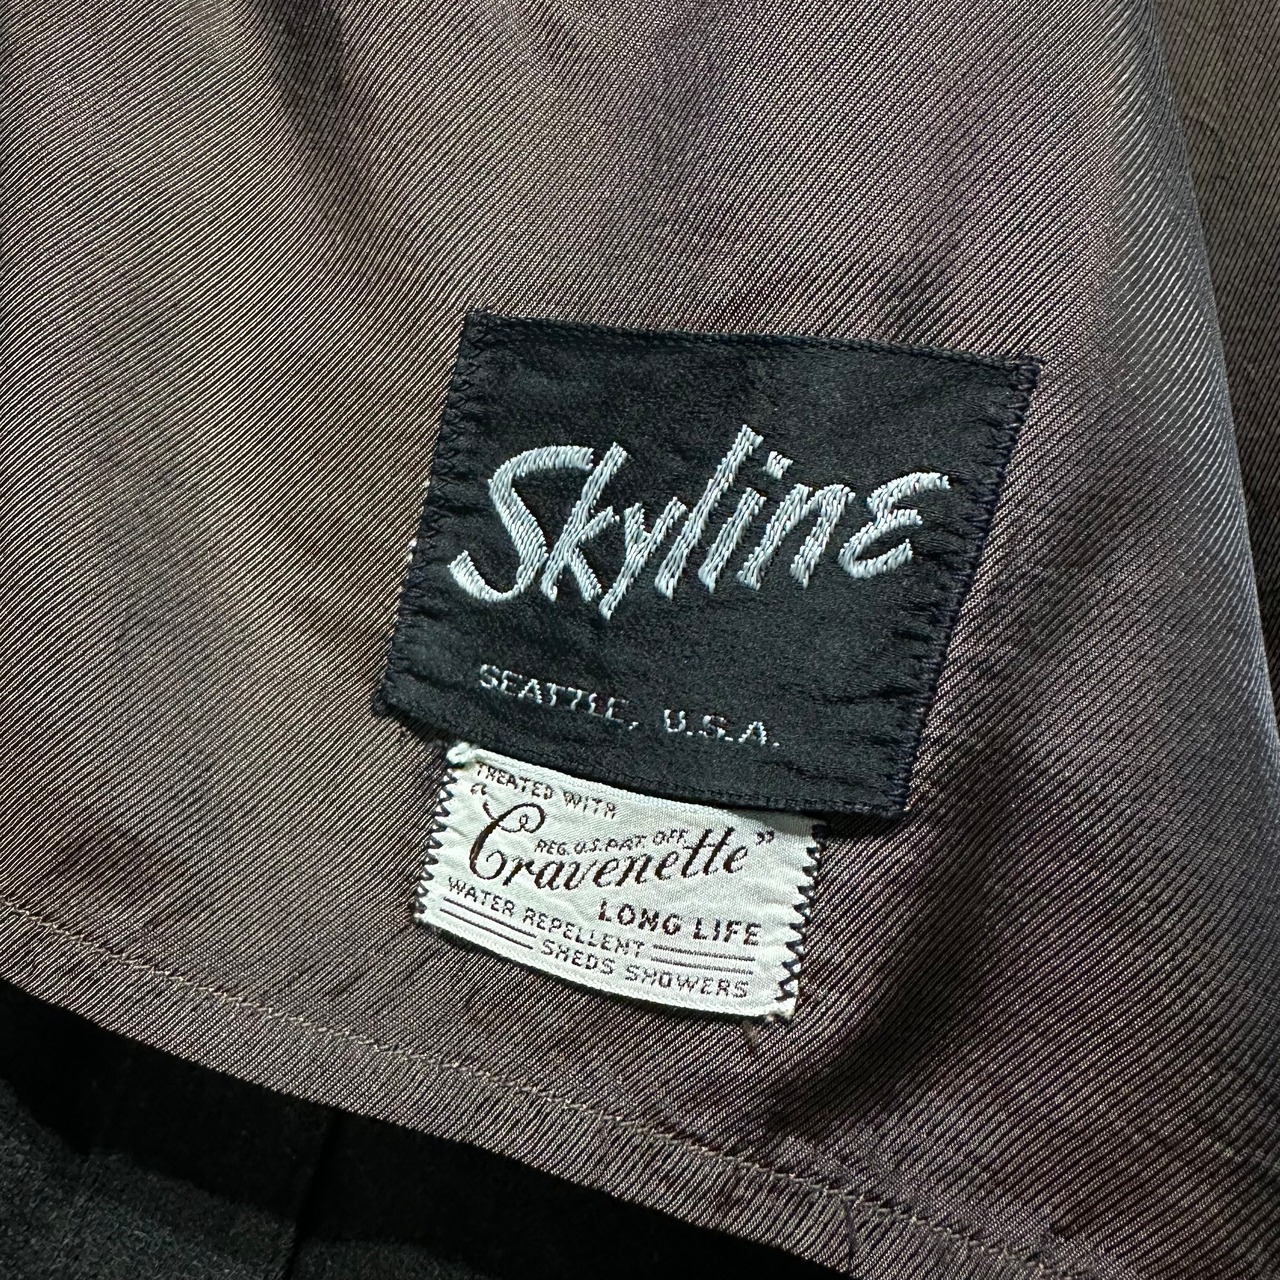 Skyline
SEATTLE, U.S.A.
TREATED WITH
a
REG. U.S. PAT. OFF.
Cravenette”
LONG LIFE
WATER REPELLENT
SHEDS SHOWERS